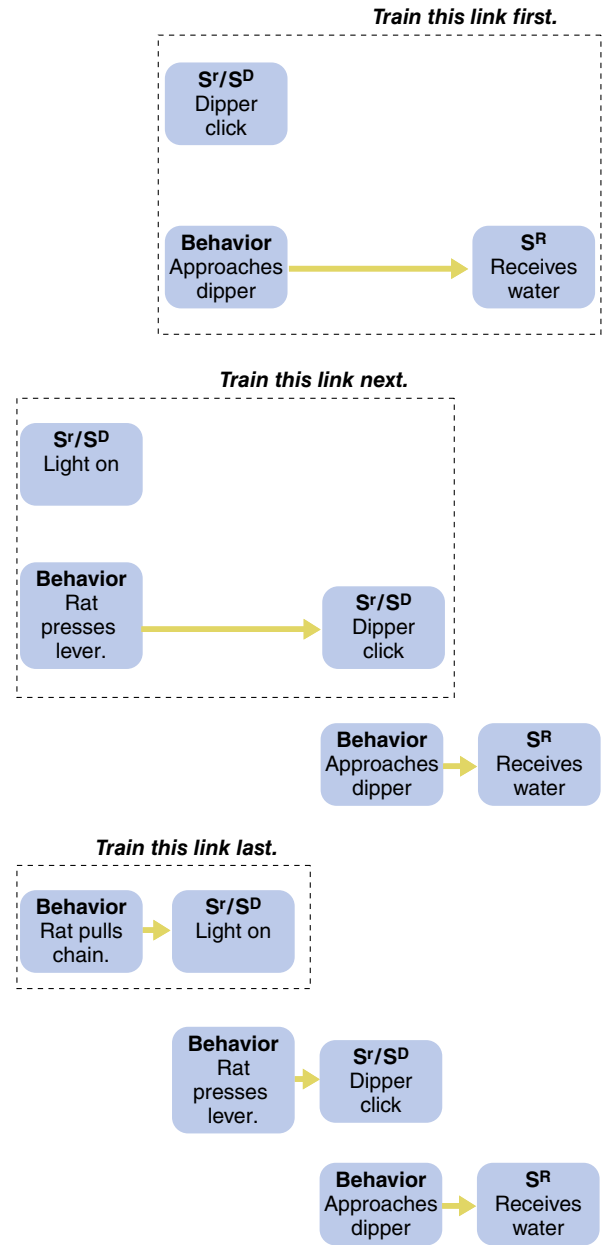 Train this link first.
Sʳ/Sᴰ
Dipper
click
Behavior
Approaches
dipper
Sᴿ
Receives
water
Train this link next.
Sʳ/Sᴰ
Light on
Behavior
Rat
presses
lever.
Sʳ/Sᴰ
Dipper
click
Behavior
Approaches
dipper
Sᴿ
Receives
water
Train this link last.
Behavior
Rat pulls
chain.
Sʳ/Sᴰ
Light on
Behavior
Rat
presses
lever.
Sʳ/Sᴰ
Dipper
click
Behavior
Approaches
dipper
Sᴿ
Receives
water